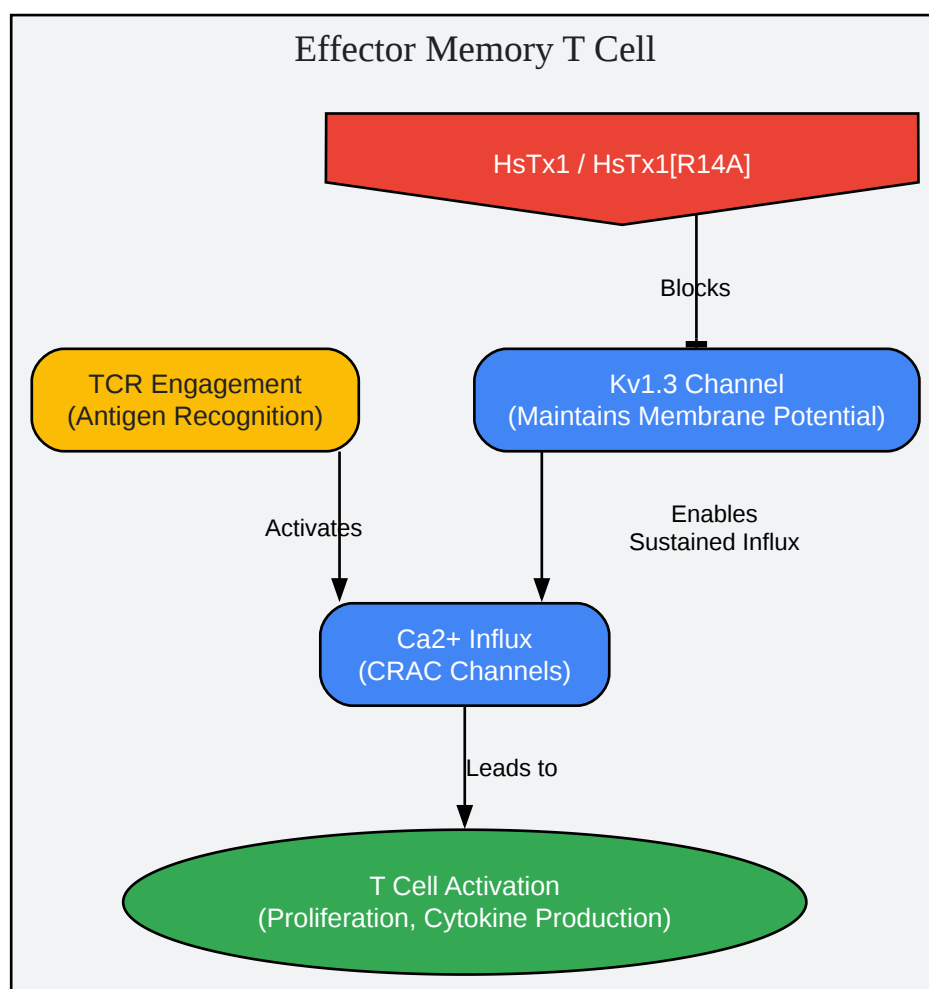 Effector Memory T Cell
HsTx1 / HsTx1[R14A]
Blocks
TCR Engagement
(Antigen Recognition)
Kv1.3 Channel
(Maintains Membrane Potential)
Activates
Enables
Sustained Influx
Ca2+ Influx
(CRAC Channels)
Leads to
T Cell Activation
(Proliferation, Cytokine Production)